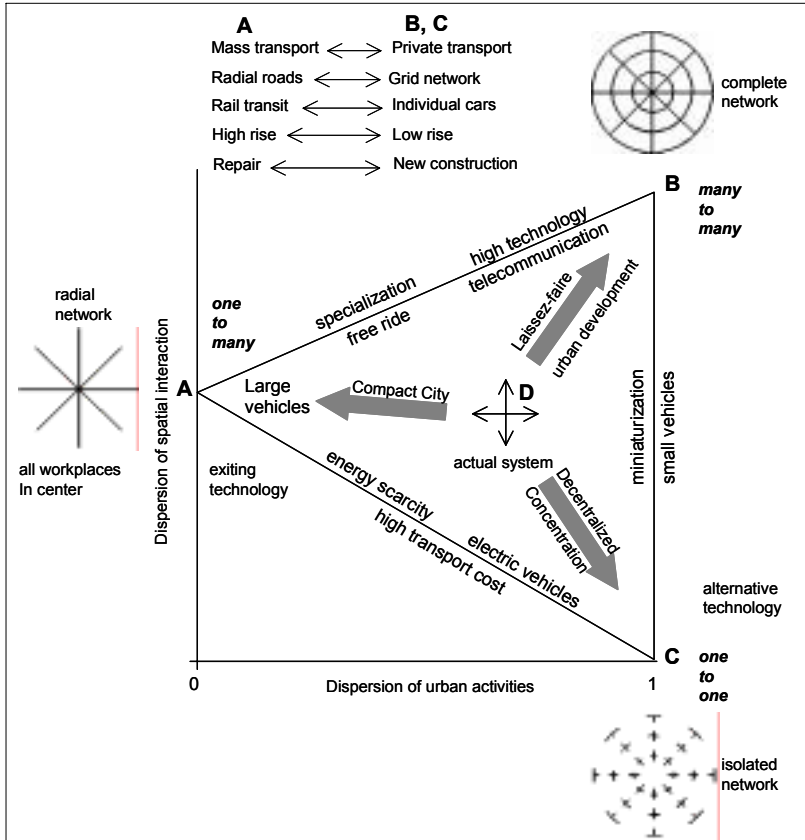 A
B, C
Mass transport
Private transport
Radial roads
Grid network
Rail transit
Individual cars
High rise
Low rise
Repair
New construction
complete
network
B
many
to
many
high technology
telecommunication
specialization
free ride
Laissez-faire
urban development
radial
network
one
to
many
A
Large
vehicles
Compact City
D
actual system
miniaturization
small vehicles
Dispersion of spatial interaction
all workplaces
In center
exiting
technology
energy scarcity
high transport cost
electric vehicles
Decentralized
Concentration
alternative
technology
C
one
to
one
0
Dispersion of urban activities
1
isolated
network